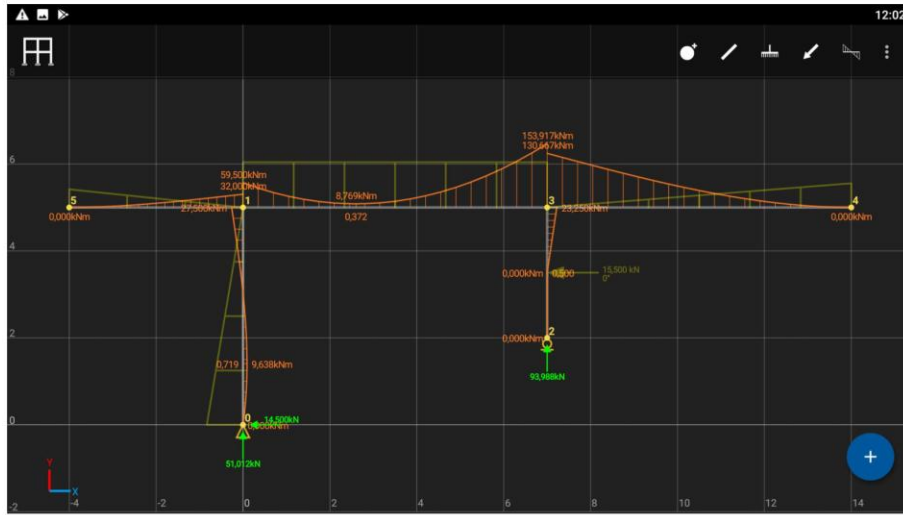 12:02
8
153,917kNm
130,667kNm
6
59,500kNm
32,000kNm
8,769kNm
5
1
3
4
0,000kNm
27,500kNm
0,372
23,250kNm
0,000kNm
4
0,000kNm
0,500
15,500 kN
0°
2
0,000kNm
2
0,719
9,638kNm
93,988kN
0
0
14,500kN
0,000kNm
51,012kN
Y
X
-2
-4
-2
0
2
4
6
8
10
12
14